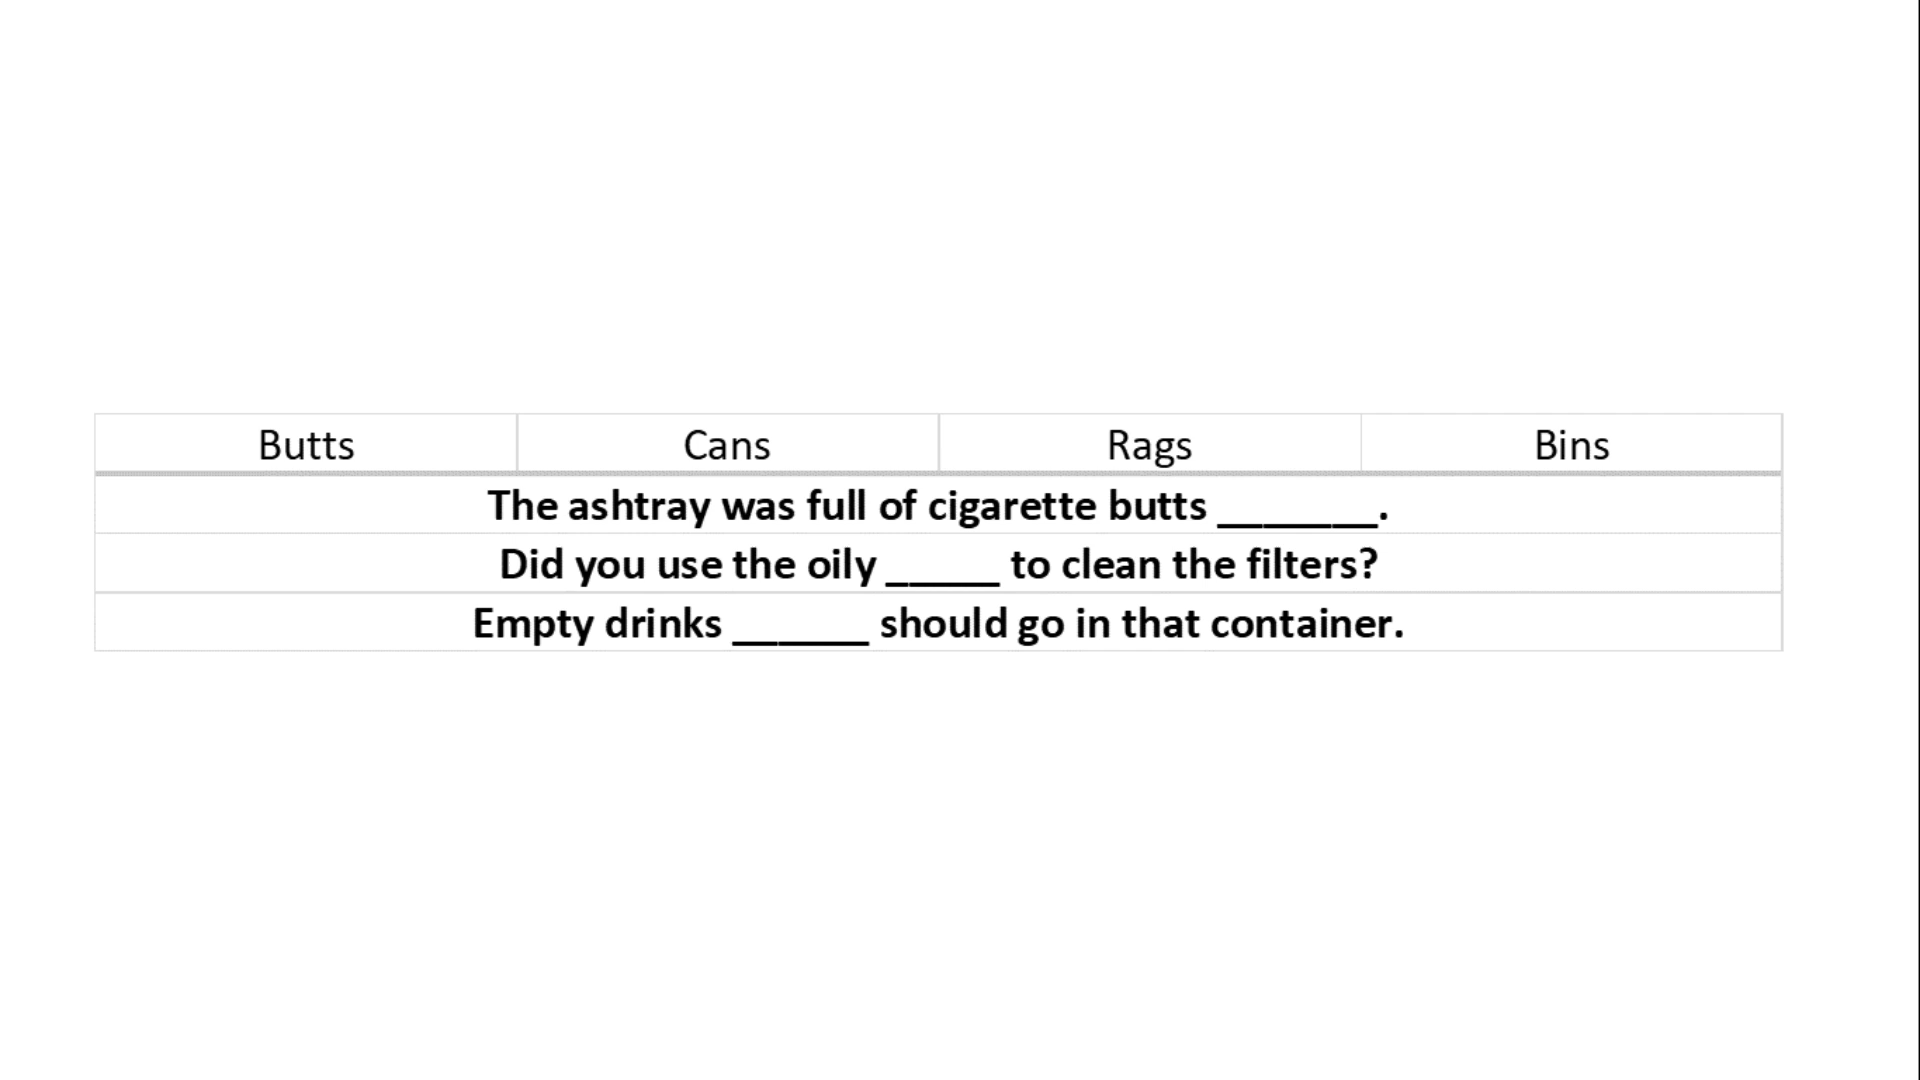 Butts Cans Rags Bins
The ashtray was full of cigarette butts _______.
Did you use the oily _____ to clean the filters?
Empty drinks ______ should go in that container.